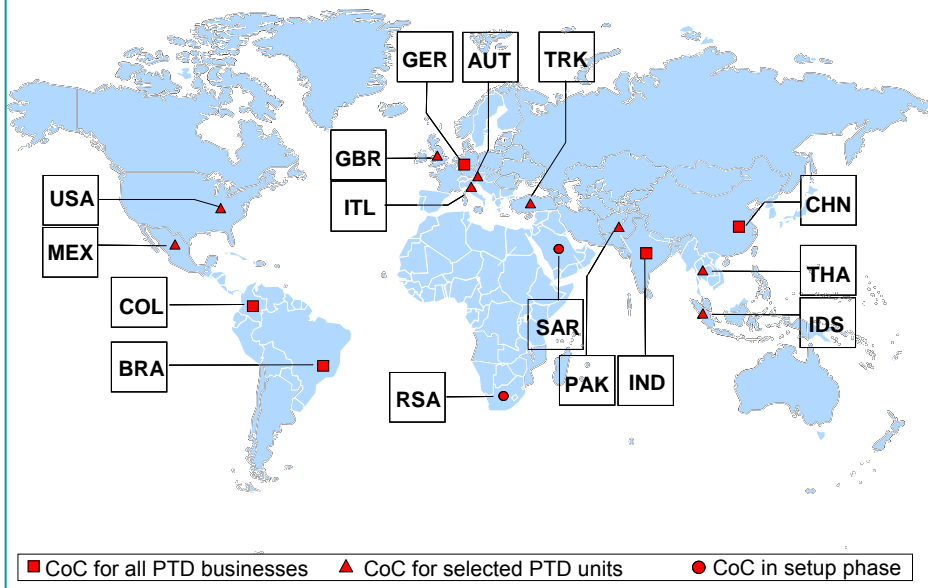 GER
AUT
TRK
GBR
ITL
USA
MEX
CHN
COL
THA
IDS
SAR
BRA
PAK
IND
RSA
CoC for all PTD businesses
CoC for selected PTD units
CoC in setup phase